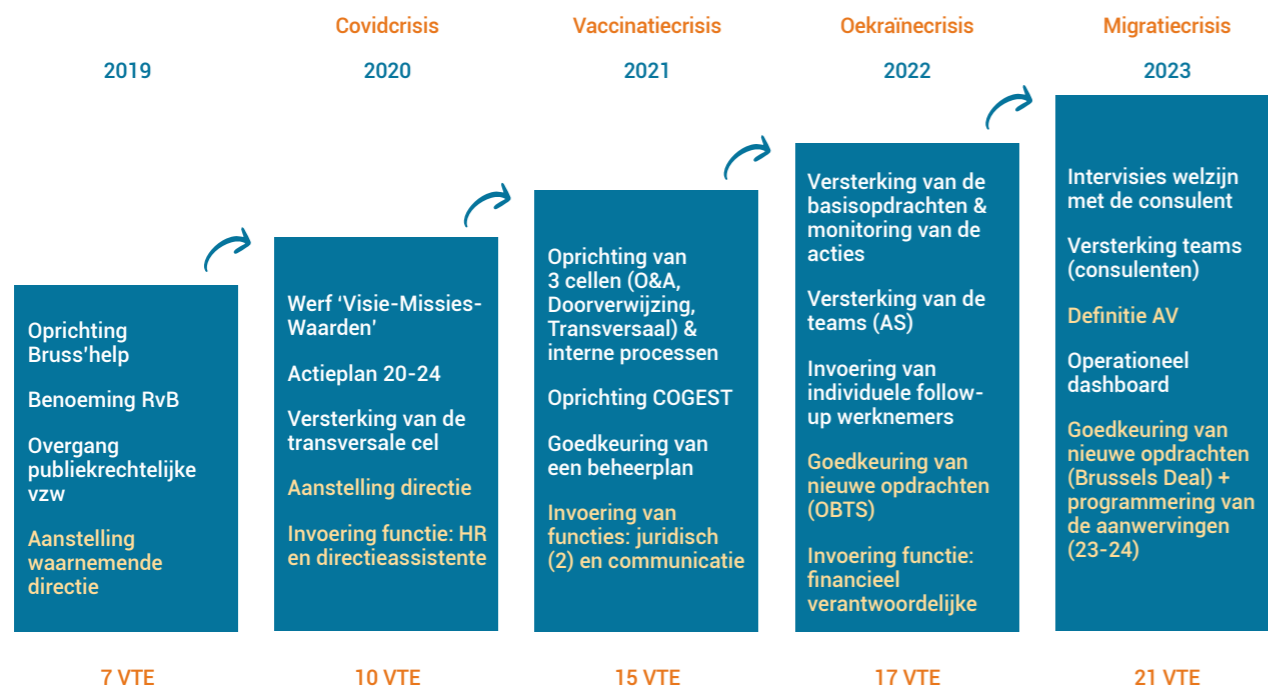 Covidcrisis
Vaccinatiecrisis
Oekraïnecrisis
Migratiecrisis
2019
2020
2021
2022
2023
Oprichting
Bruss'help
Benoeming RvB
Overgang
publiekrechtelijke
vzw
Aanstelling
waarnemende
directie
Werf ‘Visie-Missies-
Waarden’
Actieplan 20-24
Versterking van de
transversale cel
Aanstelling directie
Invoering functie: HR
en directieassistente
Oprichting van
3 cellen (O&A,
Doorverwijzing,
Transversaal) &
interne processen
Oprichting COGEST
Goedkeuring van
een beheerplan
Invoering van
functies: juridisch
(2) en communicatie
Versterking van de
basisopdrachten &
monitoring van de
acties
Versterking van de
teams (AS)
Invoering van
individuele follow-
up werknemers
Goedkeuring van
nieuwe opdrachten
(OBTS)
Invoering functie:
financieel
verantwoordelijke
Intervisies welzijn
met de consulent
Versterking teams
(consulenten)
Definitie AV
Operationeel
dashboard
Goedkeuring van
nieuwe opdrachten
(Brussels Deal) +
programmering van
de aanwervingen
(23-24)
7 VTE
10 VTE
15 VTE
17 VTE
21 VTE